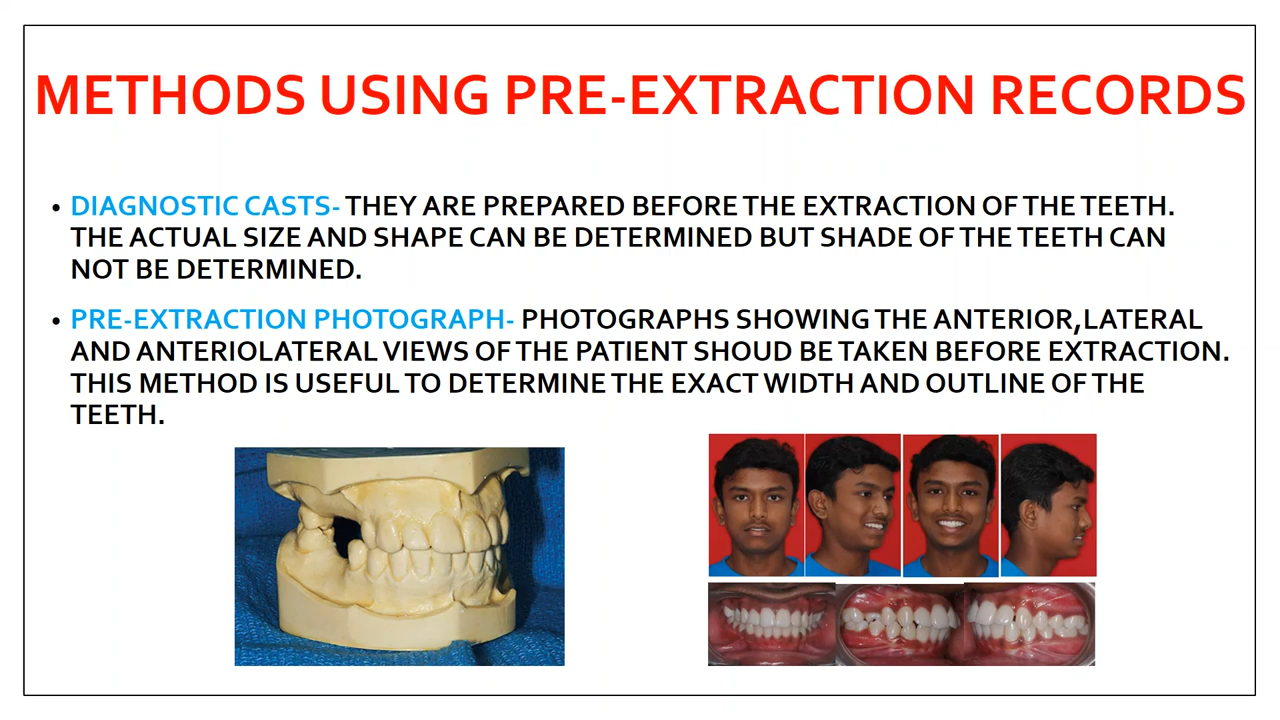 METHODS USING PRE-EXTRACTION RECORDS
• DIAGNOSTIC CASTS- THEY ARE PREPARED BEFORE THE EXTRACTION OF THE TEETH.
THE ACTUAL SIZE AND SHAPE CAN BE DETERMINED BUT SHADE OF THE TEETH CAN
NOT BE DETERMINED.
• PRE-EXTRACTION PHOTOGRAPH- PHOTOGRAPHS SHOWING THE ANTERIOR,LATERAL
AND ANTERIOLATERAL VIEWS OF THE PATIENT SHOUD BE TAKEN BEFORE EXTRACTION.
THIS METHOD IS USEFUL TO DETERMINE THE EXACT WIDTH AND OUTLINE OF THE
TEETH.